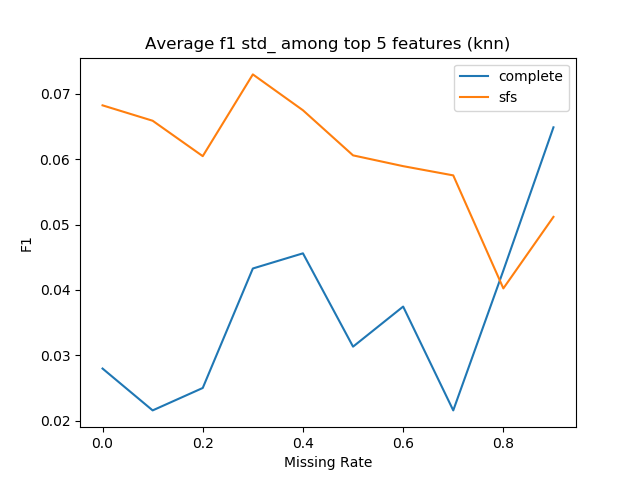 Average f1 std_ among top 5 features (knn)
complete
sfs
0.07
0.06
0.05
0.04
0.03
0.02
F1
0.0 0.2 0.4 0.6 0.8
Missing Rate